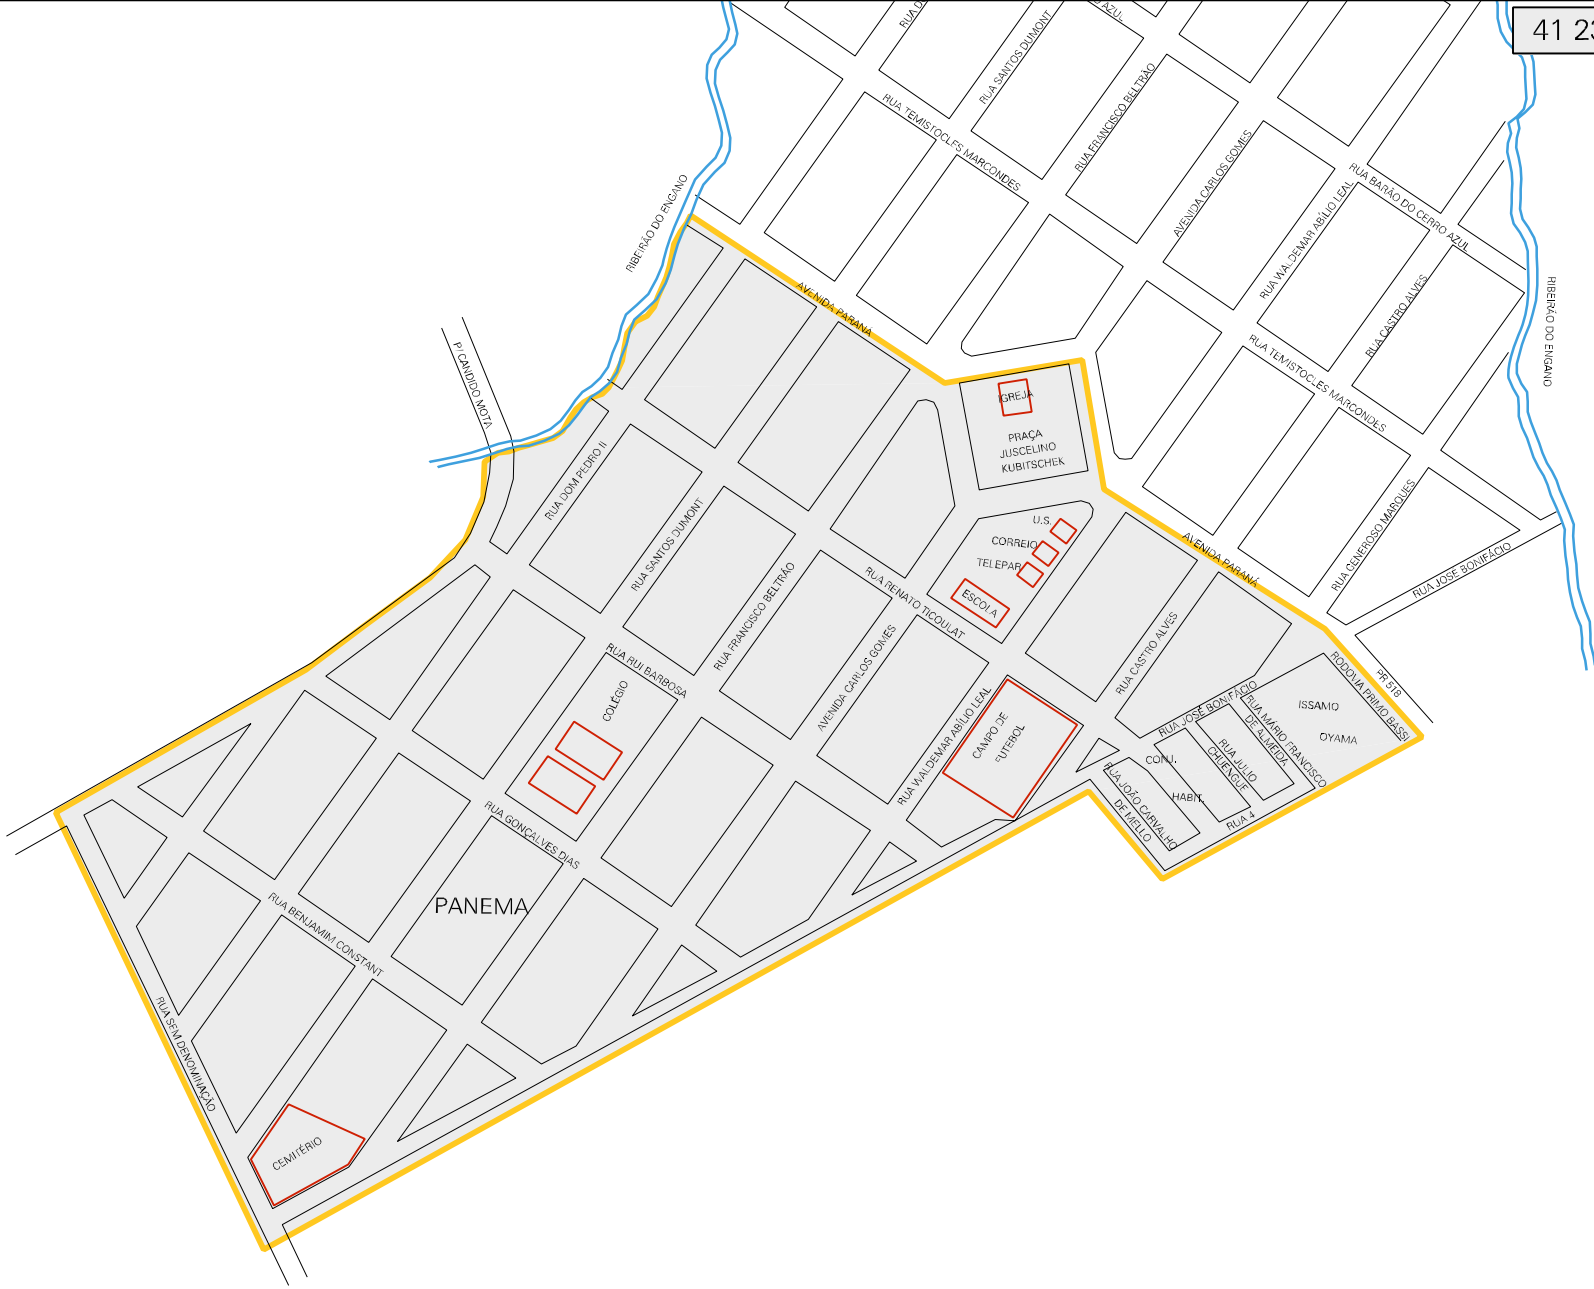 41 23
RUA SANTOS DUMONT
RUA FRANCISCO BELTRÃO
RUA TEMISTOCLES MARCONDES
AVENIDA CARLOS GOMES
RUA WALDEMAR ABÍLIO LEAL
RUA BARÃO DO CERRO AZUL
RUA CASTRO ALVES
RIBEIRÃO DO ENGANO
RIBEIRÃO DO ENGANO
AVENIDA PARANÁ
RUA TEMISTOCLES MARCONDES
P/ CANDIDO MOTA
IGREJA
PRAÇA
JUSCELINO
KUBITSCHEK
RUA DOM PEDRO II
RUA SANTOS DUMONT
U.S.
CORREIO
TELEPAR
ESCOLA
AVENIDA PARANÁ
RUA GENEROSO MARQUES
RUA JOSÉ BONIFÁCIO
RUA FRANCISCO BELTRÃO
RUA RENATO TICOULAT
AVENIDA CARLOS GOMES
RUA CASTRO ALVES
RUA RUI BARBOSA
COLÉGIO
RUA WALDEMAR ABÍLIO LEAL
CAMPO DE
FUTEBOL
RODOVIA PRIMO BASSI
PR 518
RUA JOSÉ BONIFÁCIO
ISSAMO
OYAMA
RUA MÁRIO FRANCISCO
DE ALMEIDA
RUA JULIO
CHUENGUE
CONJ.
HABIT.
RUA JOÃO CARVALHO
DE MELLO
RUA 4
RUA GONÇALVES DIAS
PANEMA
RUA BENJAMIM CONSTANT
RUA SEM DENOMINAÇÃO
CEMITÉRIO